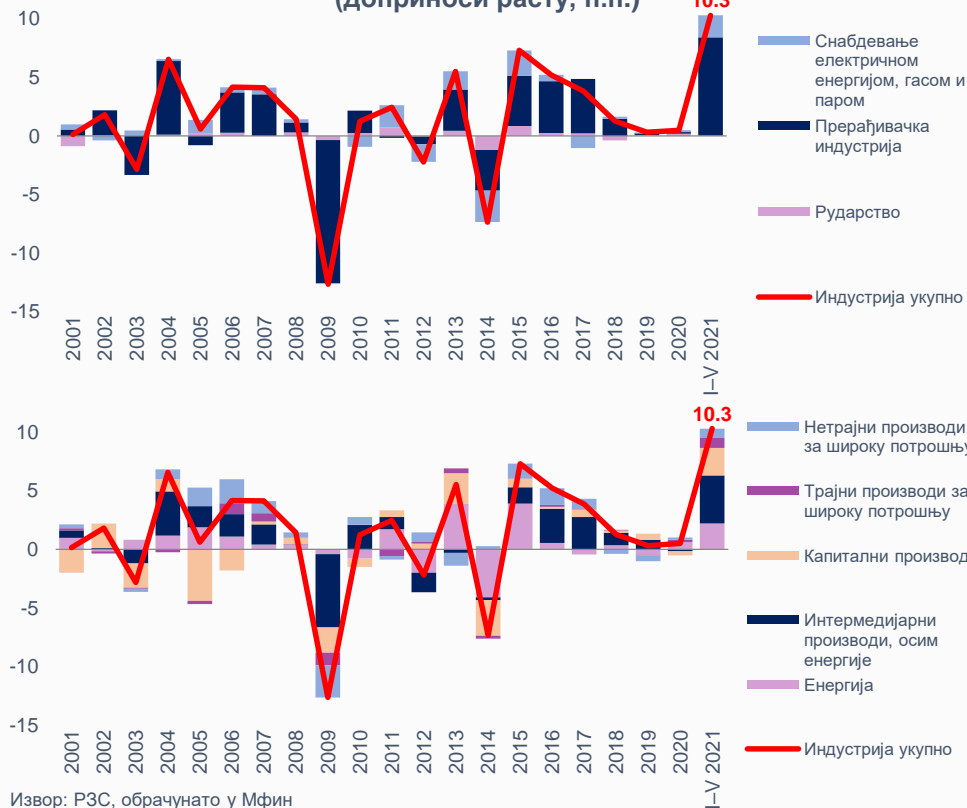 (доприноси расту, п.п.)
10.3
10
5
0
-5
-10
-15
2001
2002
2003
2004
2005
2006
2007
2008
2009
2010
2011
2012
2013
2014
2015
2016
2017
2018
2019
2020
I–V 2021
Снабдевање
електричном
енергијом, гасом и
паром
Прерађивачка
индустрија
Рударство
Индустрија укупно
10.3
10
5
0
-5
-10
-15
2001
2002
2003
2004
2005
2006
2007
2008
2009
2010
2011
2012
2013
2014
2015
2016
2017
2018
2019
2020
I–V 2021
Нетрајни производи
за широку потрошњу
Трајни производи за
широку потрошњу
Капитални производ
Интермедијарни
производи, осим
енергије
Енергија
Индустрија укупно
Извор: РЗС, обрачунато у Мфин